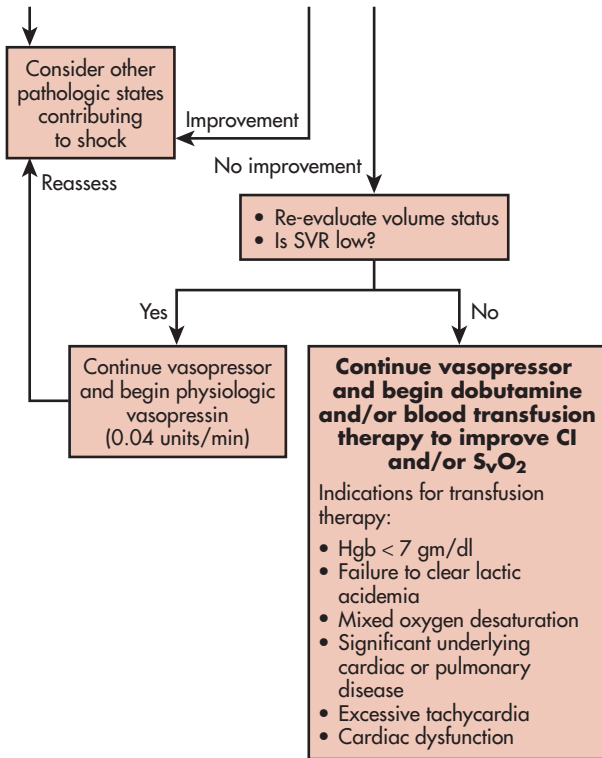 Consider other
pathologic states
contributing
to shock
Improvement
No improvement
Reassess
• Re-evaluate volume status
• Is SVR low?
Yes
No
Continue vasopressor
and begin physiologic
vasopressin
(0.04 units/min)
Continue vasopressor
and begin dobutamine
and/or blood transfusion
therapy to improve CI
and/or SvO2
Indications for transfusion
therapy:
• Hgb < 7 gm/dl
• Failure to clear lactic
acidemia
• Mixed oxygen desaturation
• Significant underlying
cardiac or pulmonary
disease
• Excessive tachycardia
• Cardiac dysfunction